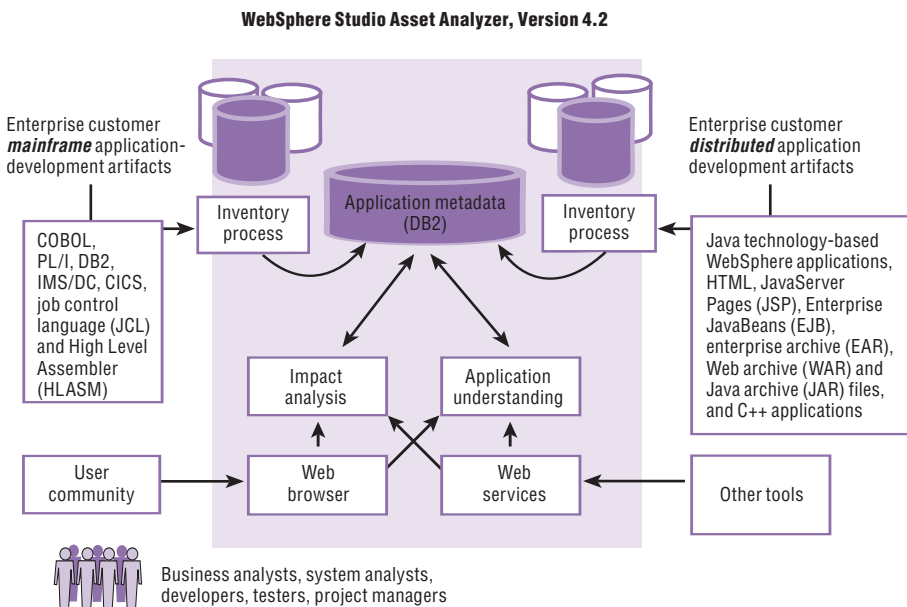 WebSphere Studio Asset Analyzer, Version 4.2
Enterprise customer
mainframe application-
development artifacts
Enterprise customer
distributed application
development artifacts
Application metadata
(DB2)
Inventory
process
Inventory
process
COBOL,
PL/I, DB2,
IMS/DC, CICS,
job control
language (JCL)
and High Level
Assembler
(HLASM)
Java technology-based
WebSphere applications,
HTML, JavaServer
Pages (JSP), Enterprise
JavaBeans (EJB),
enterprise archive (EAR),
Web archive (WAR) and
Java archive (JAR) files,
and C++ applications
Impact
analysis
Application
understanding
User
community
Web
browser
Web
services
Other tools
Business analysts, system analysts,
developers, testers, project managers